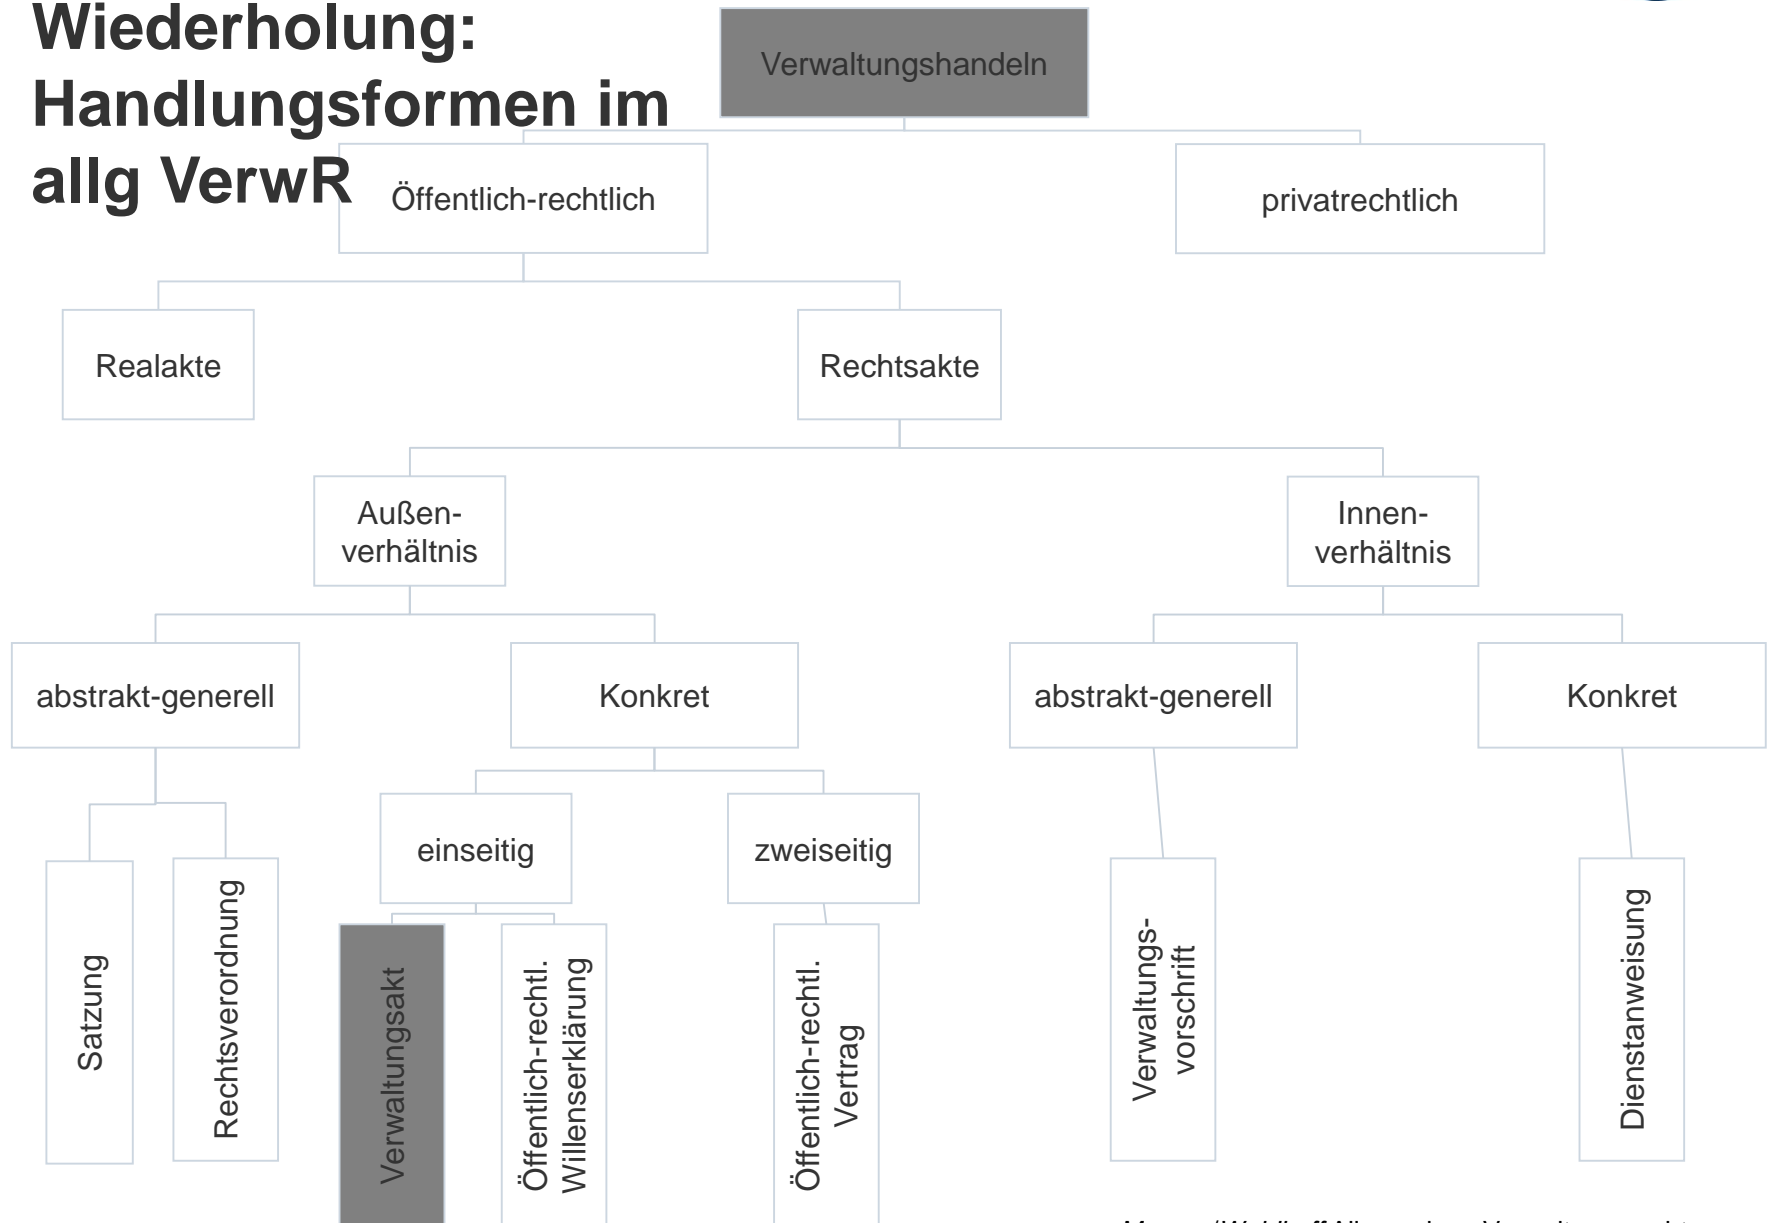 Wiederholung:
Handlungsformen im
allg VerwR
Verwaltungshandeln
Öffentlich-rechtlich
privatrechtlich
Realakte
Rechtsakte
Außen-
verhältnis
Innen-
verhältnis
abstrakt-generell
Konkret
abstrakt-generell
Konkret
einseitig
zweiseitig
Satzung
Rechtsverordnung
Verwaltungsakt
Öffentlich-rechtl.
Willenserklärung
Öffentlich-rechtl.
Vertrag
Verwaltungs-
vorschrift
Dienstanweisung